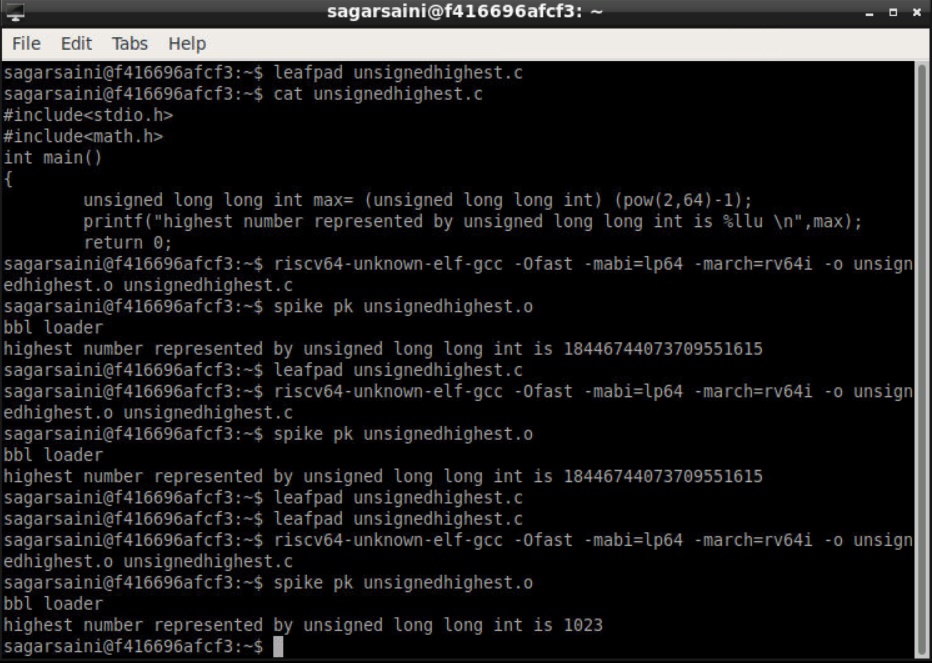 sagarsaini@f416696afcf3: ~
File Edit Tabs Help
sagarsaini@f416696afcf3:~$ leafpad unsignedhighest.c
sagarsaini@f416696afcf3:~$ cat unsignedhighest.c
#include<stdio.h>
#include<math.h>
int main()
{
        unsigned long long int max= (unsigned long long int) (pow(2,64)-1);
        printf("highest number represented by unsigned long long int is %llu \n",max);
        return 0;
sagarsaini@f416696afcf3:~$ riscv64-unknown-elf-gcc -Ofast -mabi=lp64 -march=rv64i -o unsign
edhighest.o unsignedhighest.c
sagarsaini@f416696afcf3:~$ spike pk unsignedhighest.o
bbl loader
highest number represented by unsigned long long int is 18446744073709551615
sagarsaini@f416696afcf3:~$ leafpad unsignedhighest.c
sagarsaini@f416696afcf3:~$ riscv64-unknown-elf-gcc -Ofast -mabi=lp64 -march=rv64i -o unsign
edhighest.o unsignedhighest.c
sagarsaini@f416696afcf3:~$ spike pk unsignedhighest.o
bbl loader
highest number represented by unsigned long long int is 18446744073709551615
sagarsaini@f416696afcf3:~$ leafpad unsignedhighest.c
sagarsaini@f416696afcf3:~$ leafpad unsignedhighest.c
sagarsaini@f416696afcf3:~$ riscv64-unknown-elf-gcc -Ofast -mabi=lp64 -march=rv64i -o unsign
edhighest.o unsignedhighest.c
sagarsaini@f416696afcf3:~$ spike pk unsignedhighest.o
bbl loader
highest number represented by unsigned long long int is 1023
sagarsaini@f416696afcf3:~$